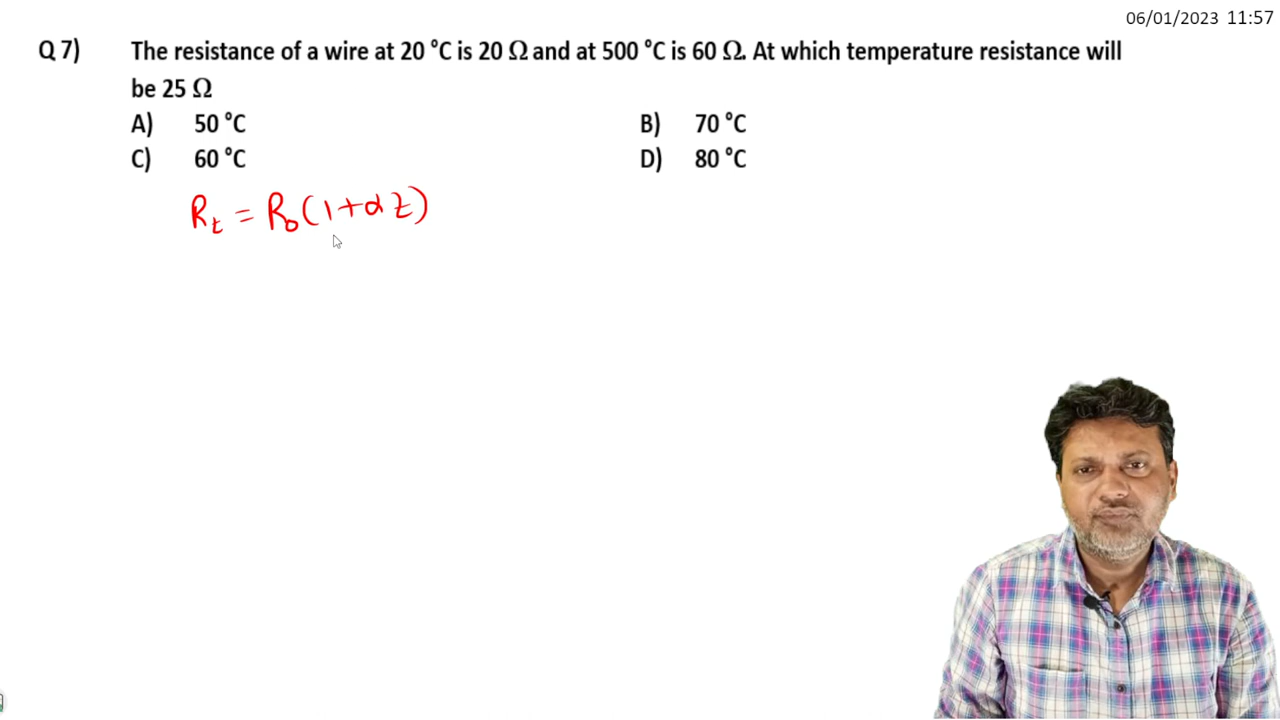 06/01/2023 11:57
Q 7) The resistance of a wire at 20 °C is 20 Ω and at 500 °C is 60 Ω. At which temperature resistance will
be 25 Ω
A) 50 °C B) 70 °C
C) 60 °C D) 80 °C
Rt = R0(1+αt)